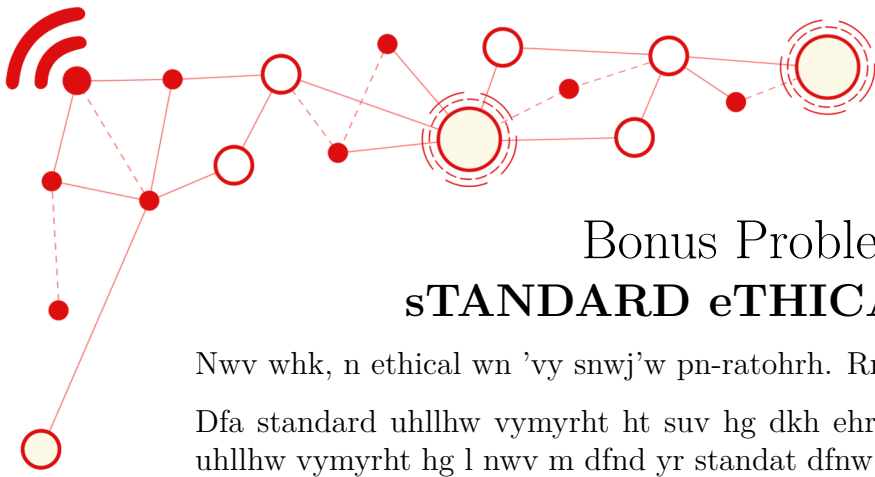 Bonus Proble
sTANDARD eTHICA
Nwv whk, n ethical wn ’vy snwj’w pn-ratohrh. Rr
Dfa standard uhllhw vymyrht ht suv hg dkh ehr
uhllhw vymyrht hg l nwv m dfnd yr standat dfnw